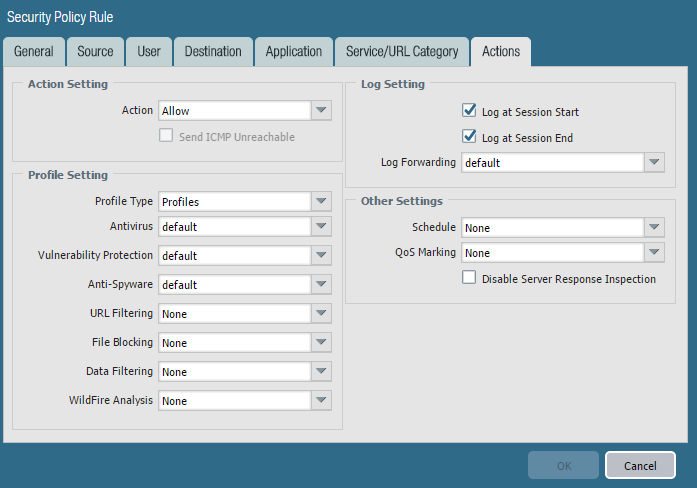 Security Policy Rule
General Source User Destination Application Service/URL Category Actions
Action Setting
Action Allow
Send ICMP Unreachable
Profile Setting
Profile Type Profiles
Antivirus default
Vulnerability Protection default
Anti-Spyware default
URL Filtering None
File Blocking None
Data Filtering None
WildFire Analysis None
Log Setting
Log at Session Start
Log at Session End
Log Forwarding default
Other Settings
Schedule None
QoS Marking None
Disable Server Response Inspection
OK Cancel